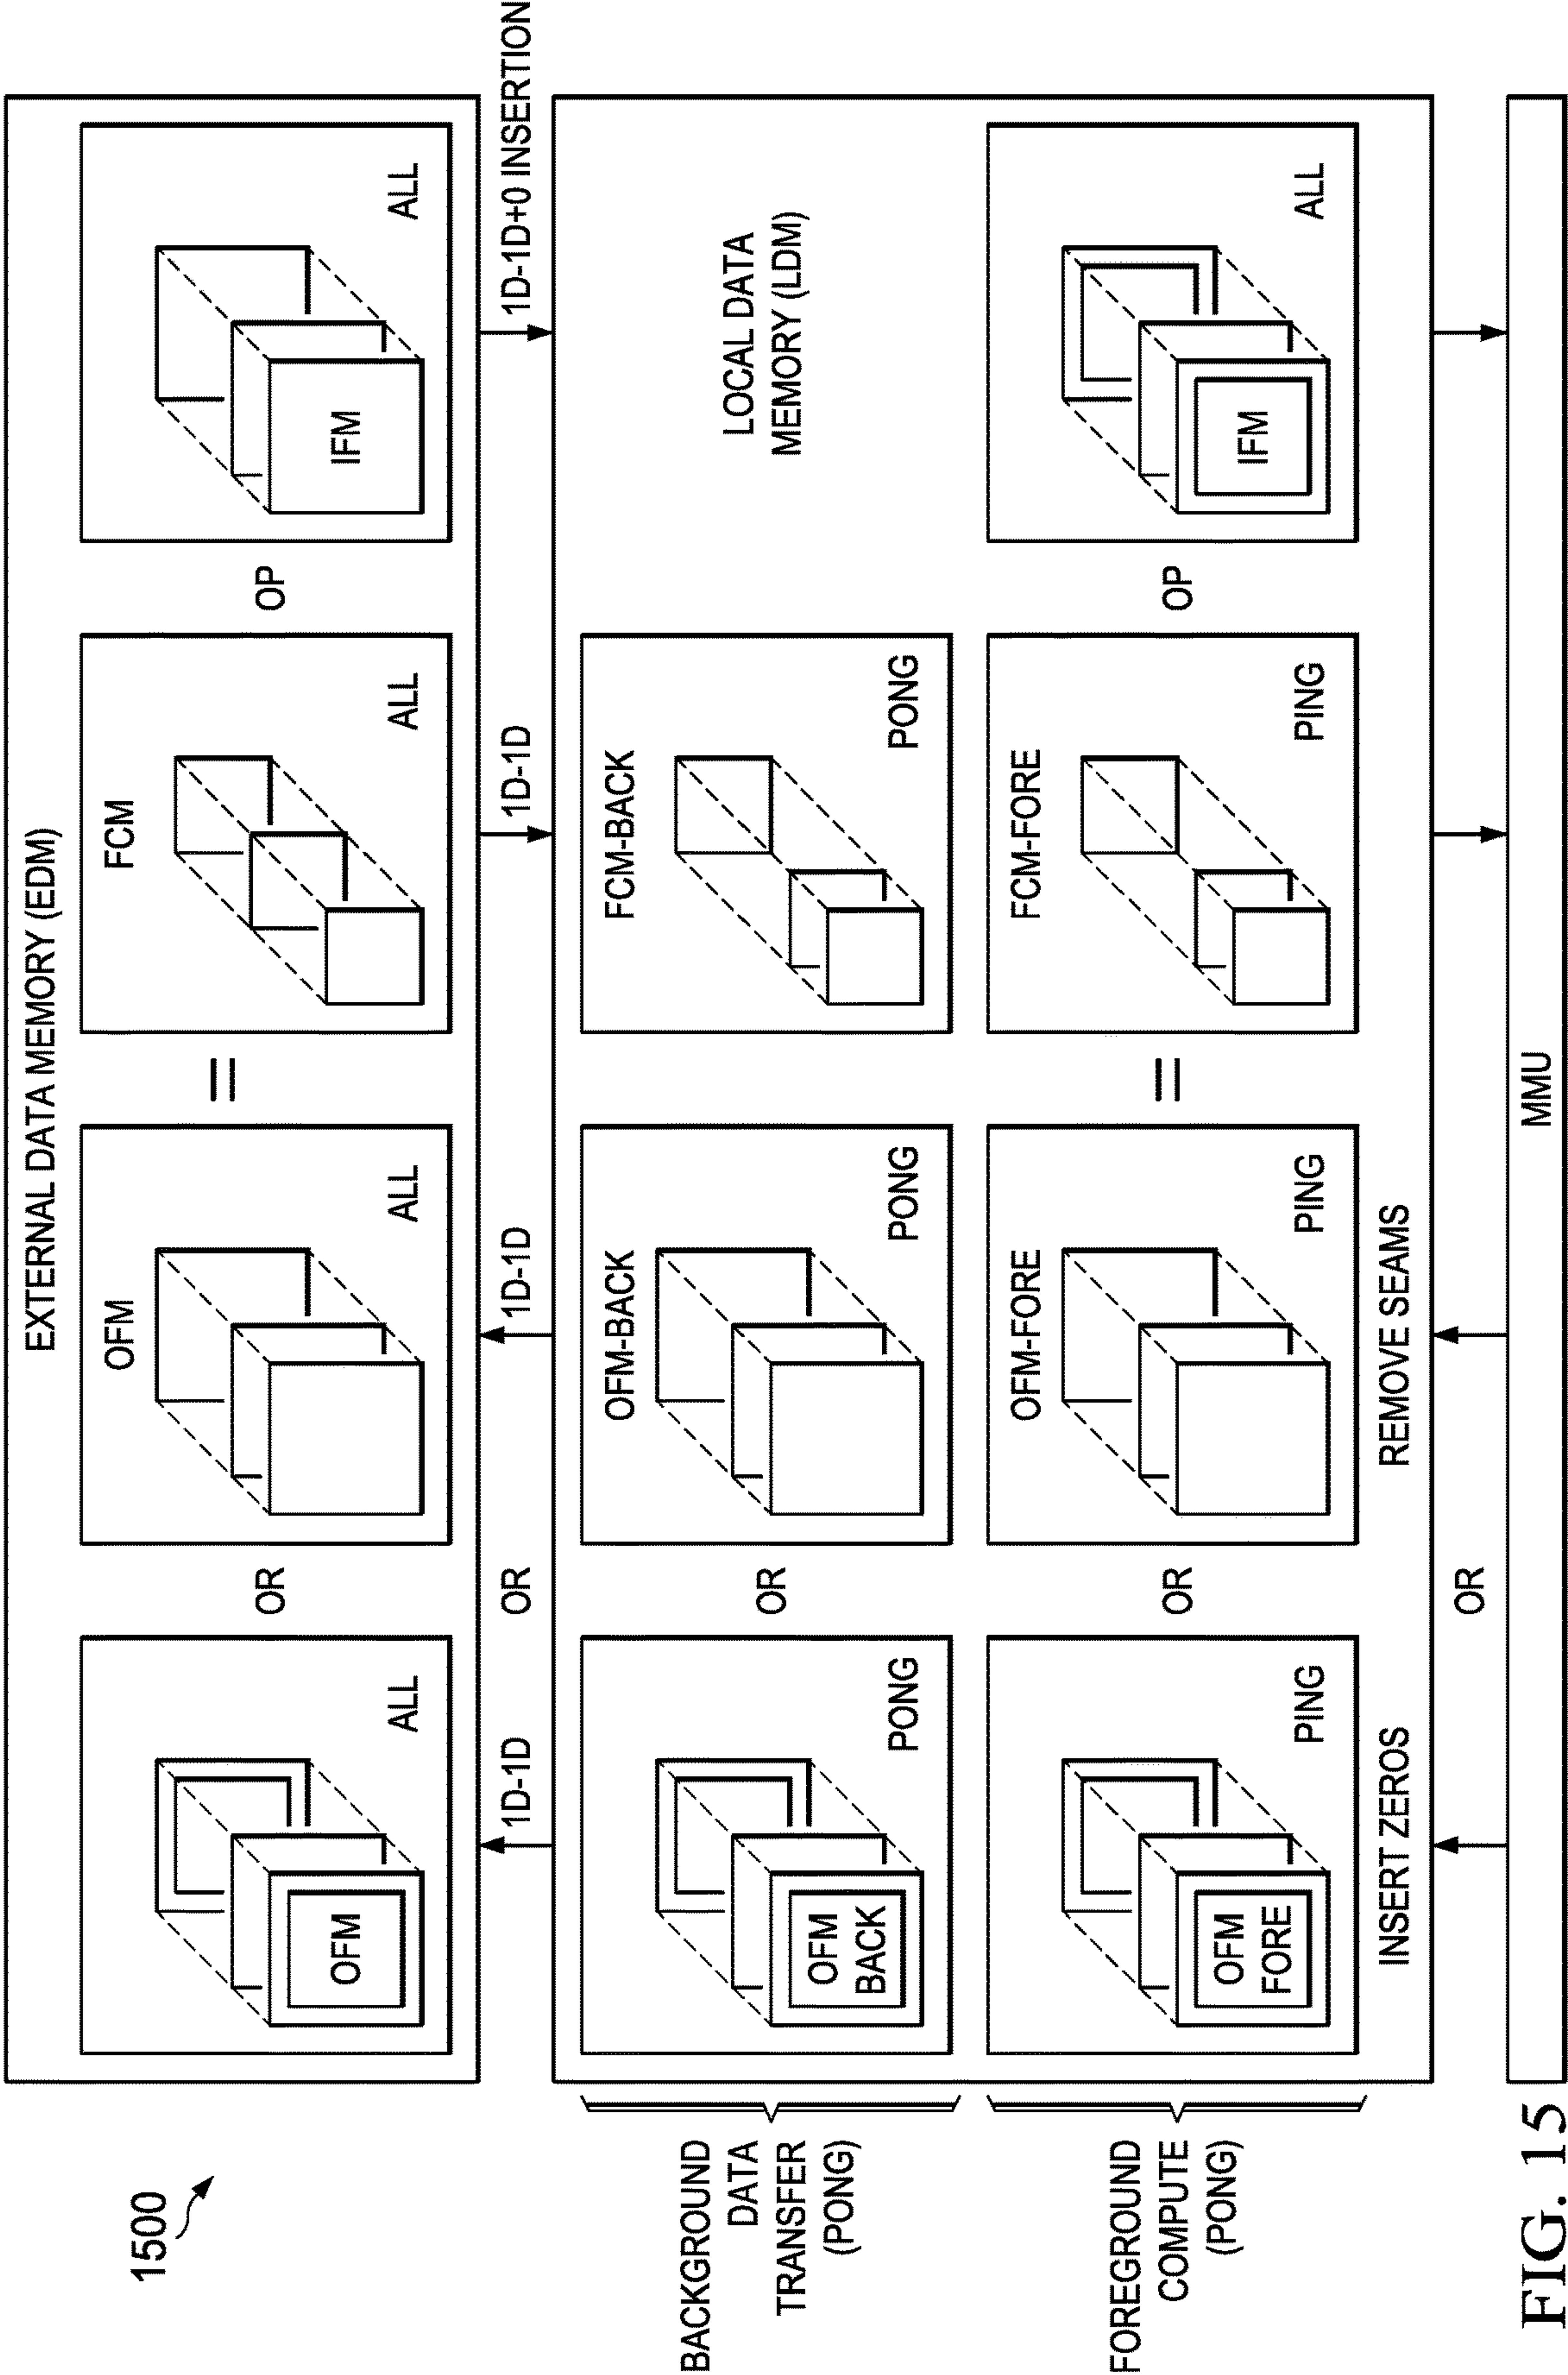 1500
EXTERNAL DATA MEMORY (EDM)
OFM
ALL
OR
OFM
ALL
=
FCM
ALL
OP
IFM
ALL
1D-1D
OR
1D-1D
1D-1D
1D-1D+0 INSERTION
BACKGROUND
DATA
TRANSFER
(PONG)
OFM
BACK
PONG
OR
OFM-BACK
PONG
FCM-BACK
PONG
LOCAL DATA
MEMORY (LDM)
FOREGROUND
COMPUTE
(PONG)
OFM
FORE
PING
OR
OFM-FORE
PING
=
FCM-FORE
PING
OP
IFM
ALL
INSERT ZEROS
REMOVE SEAMS
OR
MMU
FIG. 15